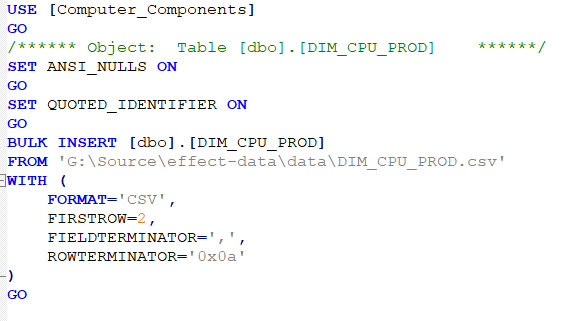 USE [Computer_Components]
GO
/****** Object:  Table [dbo].[DIM_CPU_PROD]    ******/
SET ANSI_NULLS ON
GO
SET QUOTED_IDENTIFIER ON
GO
BULK INSERT [dbo].[DIM_CPU_PROD]
FROM 'G:\Source\effect-data\data\DIM_CPU_PROD.csv'
WITH (
    FORMAT='CSV',
    FIRSTROW=2,
    FIELDTERMINATOR=',',
    ROWTERMINATOR='0x0a'
)
GO